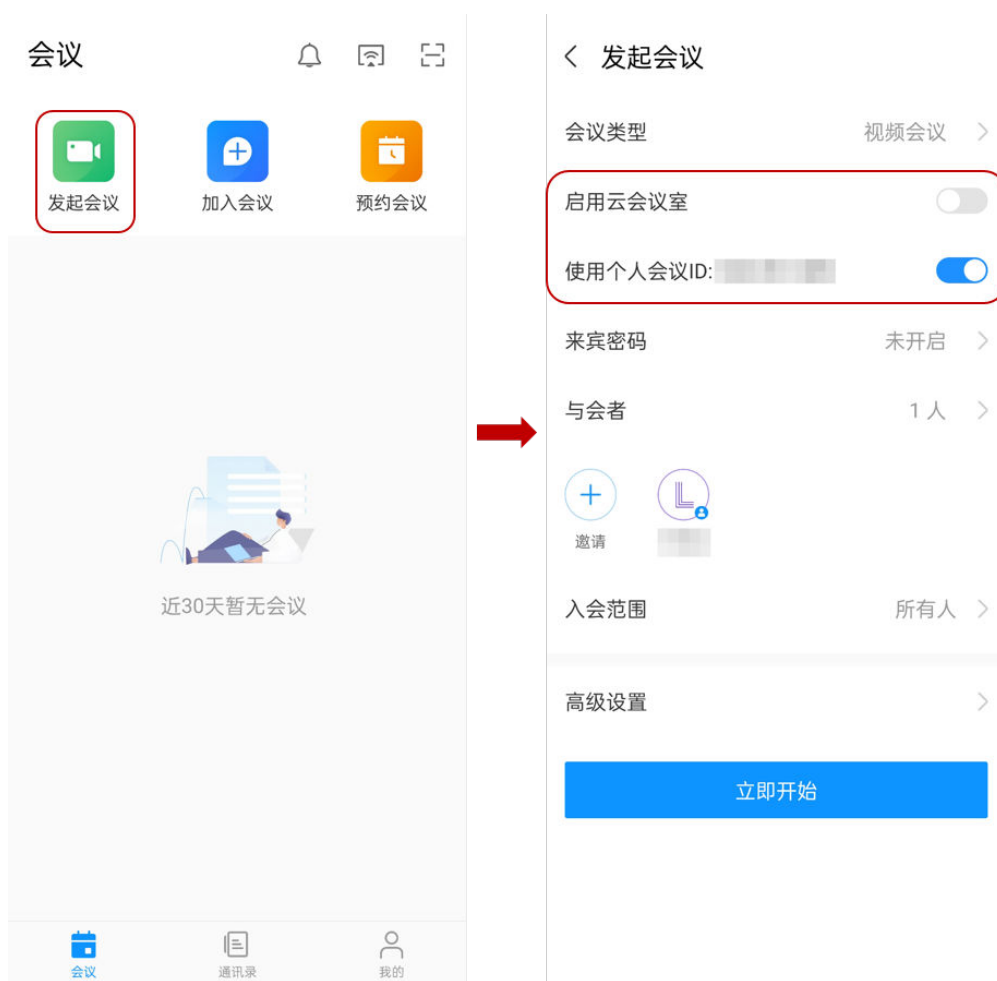 会议
发起会议
加入会议
预约会议
近30天暂无会议
会议
通讯录
我的
发起会议
会议类型
视频会议
启用云会议室
使用个人会议ID:
来宾密码
未开启
与会者
1人
邀请
入会范围
所有人
高级设置
立即开始